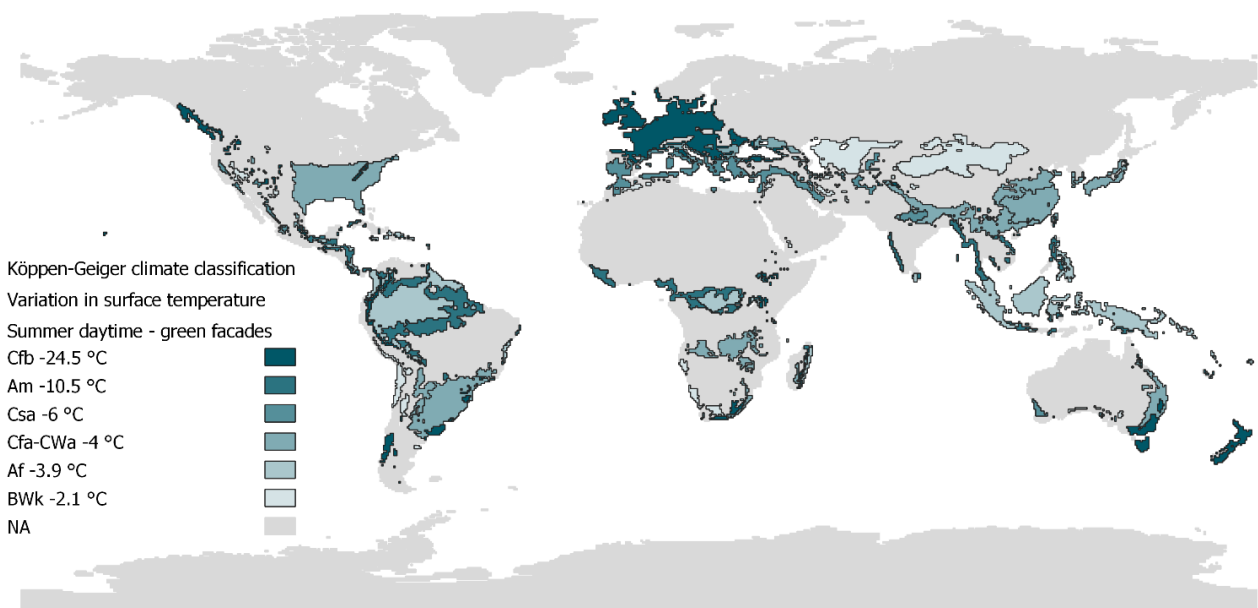 Köppen-Geiger climate classification
Variation in surface temperature
Summer daytime - green facades
Cfb -24.5 °C
Am -10.5 °C
Csa -6 °C
Cfa-CWa -4 °C
Af -3.9 °C
BWk -2.1 °C
NA